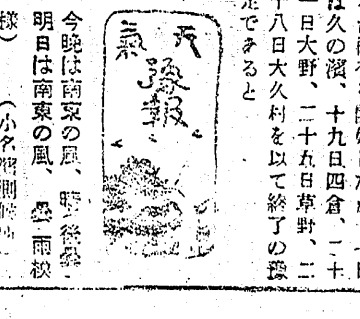 は久の濱、十九日四倉、二十
一日大野、二十五日草野、二
十八日大久村を以て終了の豫
定であると
天氣
豫報
今晩は南東の風、晴後曇
明日は南東の風、曇 雨模
様)(小名濱測候所